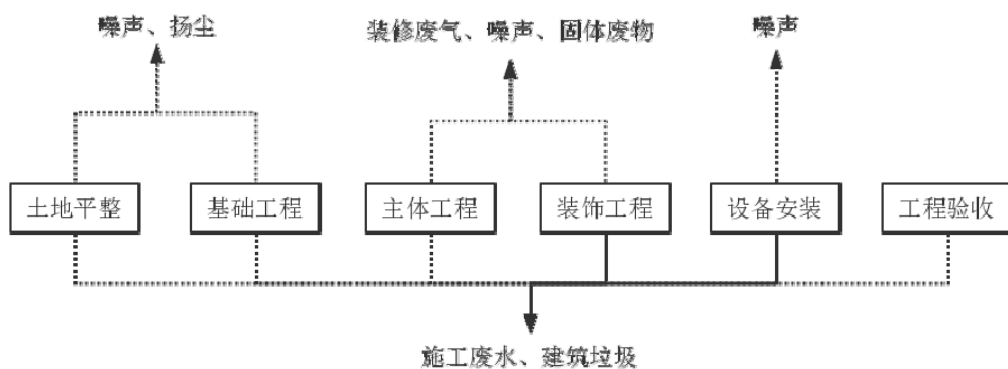 噪声、扬尘
装修废气、噪声、固体废物
噪声
土地平整
基础工程
主体工程
装饰工程
设备安装
工程验收
施工废水、建筑垃圾